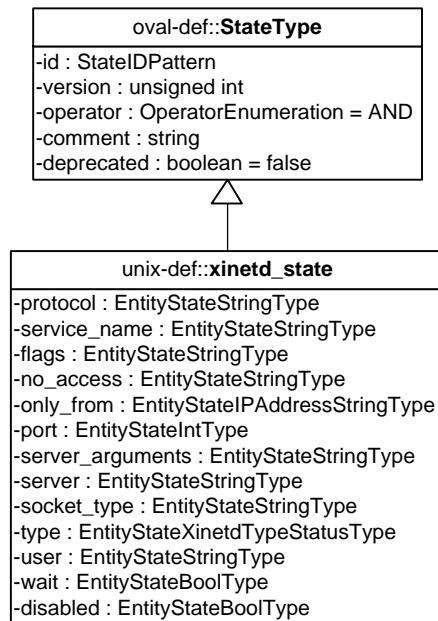 oval-def::StateType
-id : StateIDPattern
-version : unsigned int
-operator : OperatorEnumeration = AND
-comment : string
-deprecated : boolean = false
unix-def::xinetd_state
-protocol : EntityStateStringType
-service_name : EntityStateStringType
-flags : EntityStateStringType
-no_access : EntityStateStringType
-only_from : EntityStateIPAddressStringType
-port : EntityStateIntType
-server_arguments : EntityStateStringType
-server : EntityStateStringType
-socket_type : EntityStateStringType
-type : EntityStateXinetdTypeStatusType
-user : EntityStateStringType
-wait : EntityStateBoolType
-disabled : EntityStateBoolType